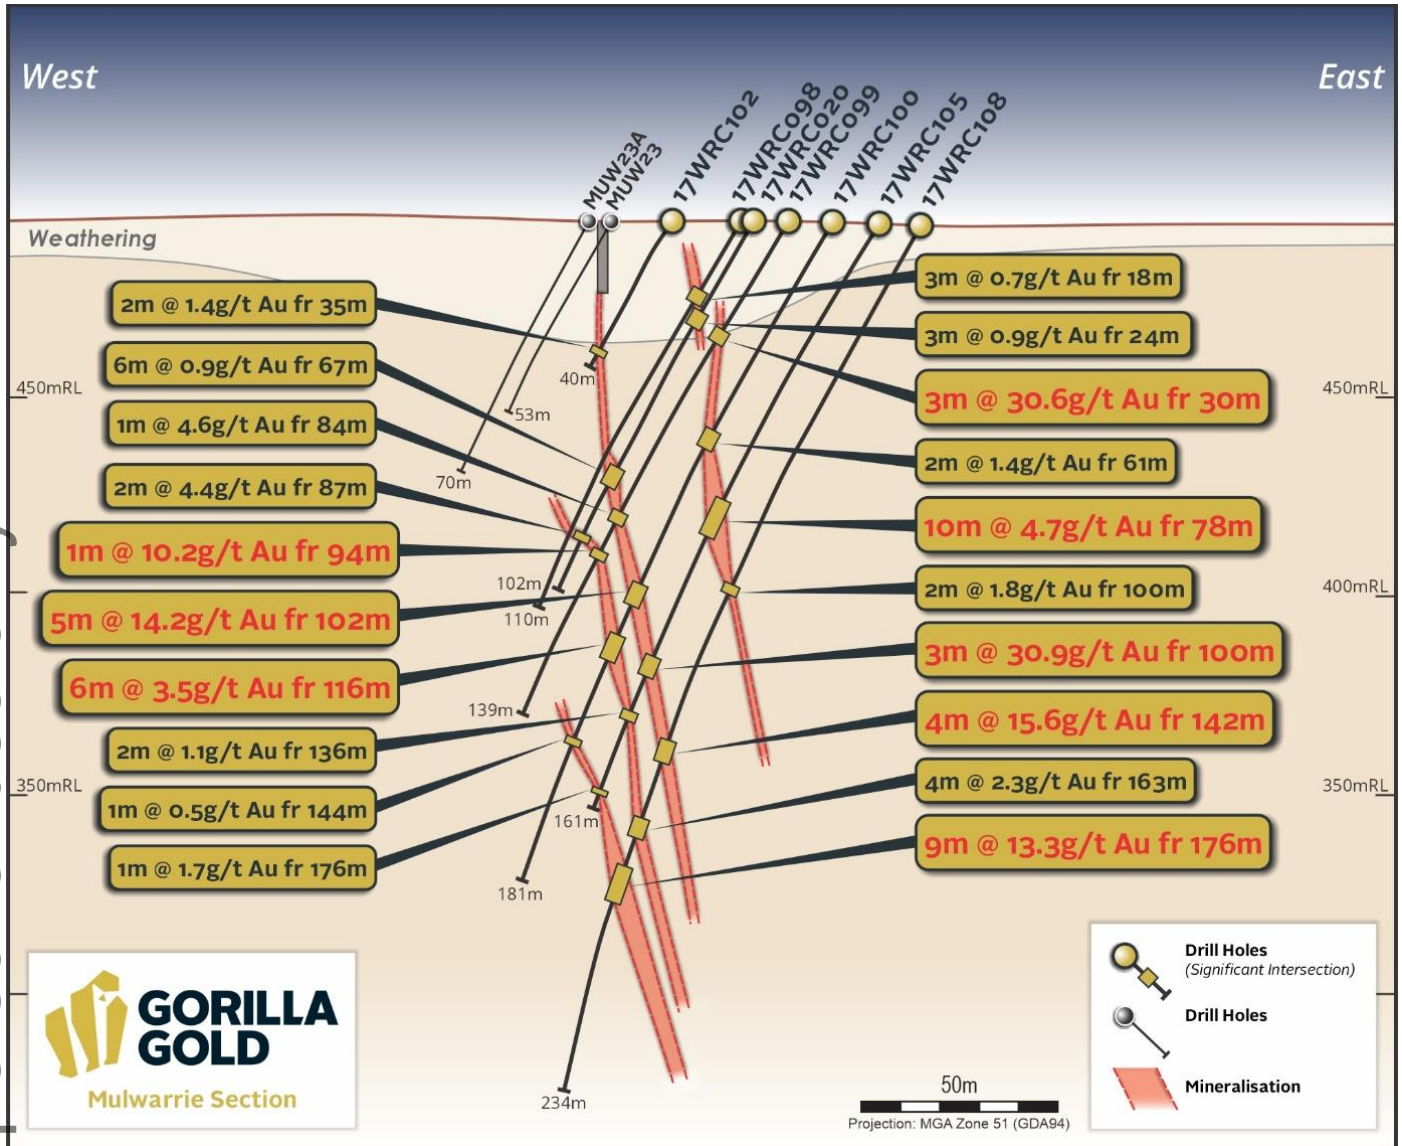 West
East
MUW23A
MUW23
17WRC102
17WRC098
17WRC020
17WRC099
17WRC100
17WRC105
17WRC108
Weathering
2m @ 1.4g/t Au fr 35m
6m @ 0.9g/t Au fr 67m
1m @ 4.6g/t Au fr 84m
2m @ 4.4g/t Au fr 87m
1m @ 10.2g/t Au fr 94m
5m @ 14.2g/t Au fr 102m
6m @ 3.5g/t Au fr 116m
2m @ 1.1g/t Au fr 136m
1m @ 0.5g/t Au fr 144m
1m @ 1.7g/t Au fr 176m
3m @ 0.7g/t Au fr 18m
3m @ 0.9g/t Au fr 24m
3m @ 30.6g/t Au fr 30m
2m @ 1.4g/t Au fr 61m
10m @ 4.7g/t Au fr 78m
2m @ 1.8g/t Au fr 100m
3m @ 30.9g/t Au fr 100m
4m @ 15.6g/t Au fr 142m
4m @ 2.3g/t Au fr 163m
9m @ 13.3g/t Au fr 176m
450mRL
350mRL
450mRL
400mRL
350mRL
40m
53m
70m
102m
110m
139m
161m
181m
234m
GORILLA
GOLD
Mulwarrie Section
50m
Projection: MGA Zone 51 (GDA94)
Drill Holes
(Significant Intersection)
Drill Holes
Mineralisation